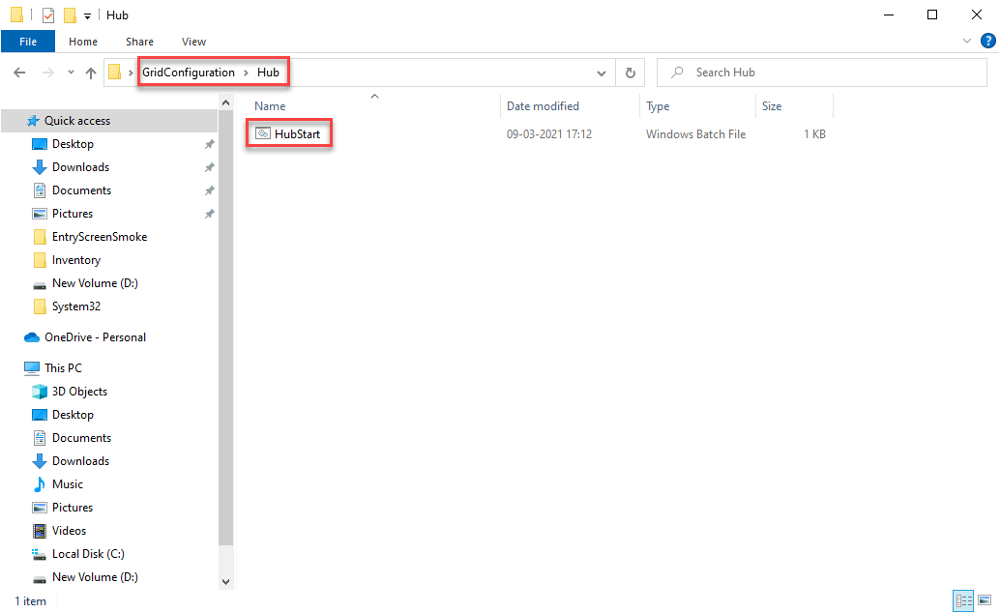 Hub
File Home Share View
GridConfiguration > Hub
Search Hub
Name Date modified Type Size
HubStart 09-03-2021 17:12 Windows Batch File 1 KB
Quick access
Desktop
Downloads
Documents
Pictures
EntryScreenSmoke
Inventory
New Volume (D:)
System32
OneDrive - Personal
This PC
3D Objects
Desktop
Documents
Downloads
Music
Pictures
Videos
Local Disk (C:)
New Volume (D:)
1 item